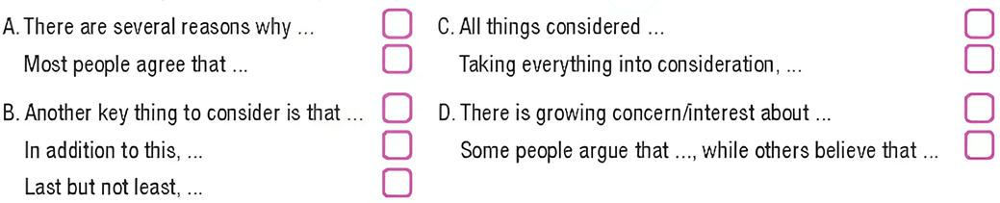 A. There are several reasons why ...
Most people agree that ...
B. Another key thing to consider is that ...
In addition to this, ...
Last but not least, ...
C. All things considered ...
Taking everything into consideration, ...
D. There is growing concern/interest about ...
Some people argue that ..., while others believe that ...